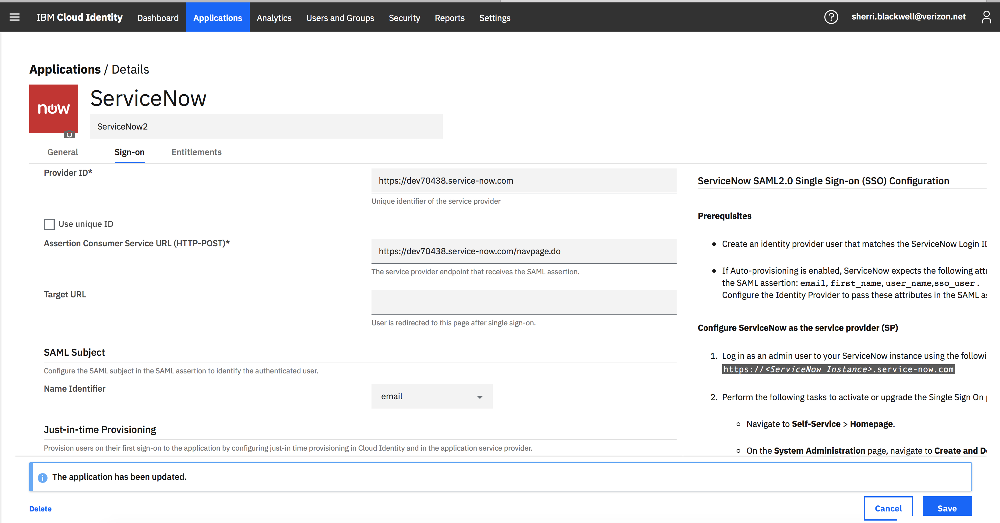 IBM Cloud Identity Dashboard Applications Analytics Users and Groups Security Reports Settings sherri.blackwell@verizon.net
Applications / Details
now
ServiceNow
ServiceNow2
General Sign-on Entitlements
Provider ID*
https://dev70438.service-now.com
Unique identifier of the service provider
Use unique ID
Assertion Consumer Service URL (HTTP-POST)*
https://dev70438.service-now.com/navpage.do
The service provider endpoint that receives the SAML assertion.
Target URL
User is redirected to this page after single sign-on.
SAML Subject
Configure the SAML subject in the SAML assertion to identify the authenticated user.
Name Identifier
email
Just-in-time Provisioning
Provision users on their first sign-on to the application by configuring just-in time provisioning in Cloud Identity and in the application service provider.
ServiceNow SAML2.0 Single Sign-on (SSO) Configuration
Prerequisites
• Create an identity provider user that matches the ServiceNow Login
• If Auto-provisioning is enabled, ServiceNow expects the following
the SAML assertion: email, first_name, user_name,sso_user .
Configure the Identity Provider to pass these attributes in the SAML
Configure ServiceNow as the service provider (SP)
1. Log in as an admin user to your ServiceNow instance using the
https://<ServiceNow Instance>.service-now.com
2. Perform the following tasks to activate or upgrade the Single Sign On
Navigate to Self-Service > Homepage.
On the System Administration page, navigate to Create and
The application has been updated.
Delete
Cancel
Save